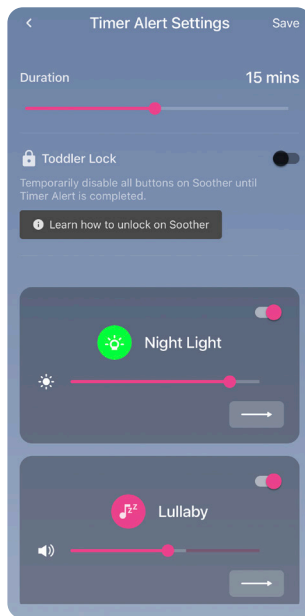 Timer Alert Settings
Save
Duration
15 mins
Toddler Lock
Temporarily disable all buttons on Soother until
Timer Alert is completed.
Learn how to unlock on Soother
Night Light
zz
Lullaby